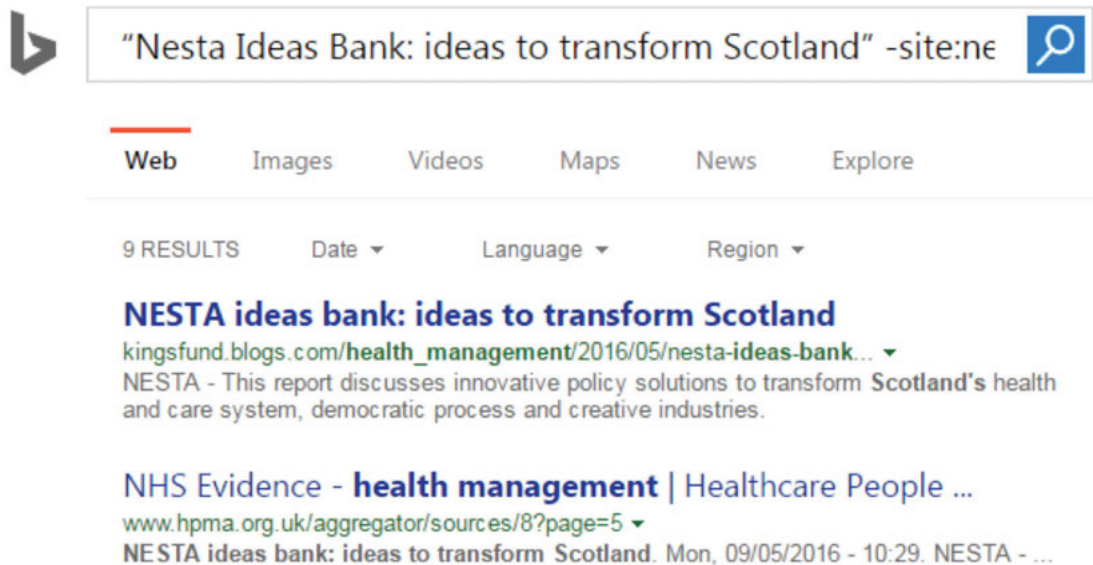 “Nesta Ideas Bank: ideas to transform Scotland” -site:ne
Web Images Videos Maps News Explore
9 RESULTS Date Language Region
NESTA ideas bank: ideas to transform Scotland
kingsfund.blogs.com/health_management/2016/05/nesta-ideas-bank...
NESTA - This report discusses innovative policy solutions to transform Scotland's health
and care system, democratic process and creative industries.
NHS Evidence - health management | Healthcare People ...
www.hpma.org.uk/aggregator/sources/8?page=5
NESTA ideas bank: ideas to transform Scotland. Mon, 09/05/2016 - 10:29. NESTA - ...